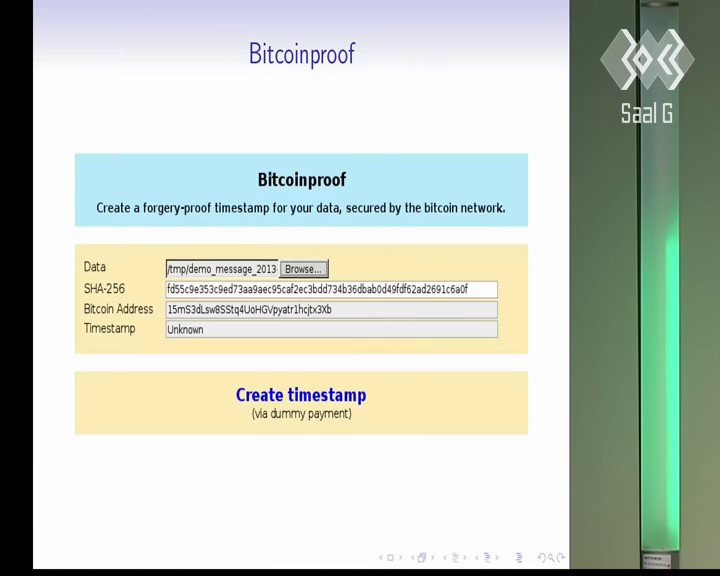 Bitcoinproof
Saal G
Bitcoinproof
Create a forgery-proof timestamp for your data, secured by the bitcoin network.
Data /tmp/demo_message_2013- Browse...
SHA-256 fd55c9e353c9ed73aa9aec95caf2ec3bdd734b36dbab0d49fdf62ad2691c6a0f
Bitcoin Address 15mS3dLsw8SStq4UoHGVpyatr1hcjtx3Xb
Timestamp Unknown
Create timestamp
(via dummy payment)